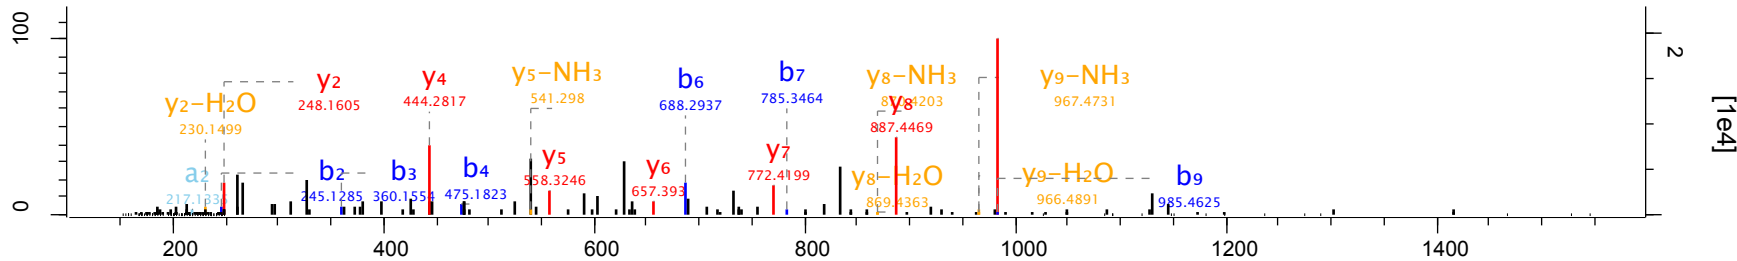 100
0
y2-H2O
230.1499
a2
y2
248.1605
b2
245.1285
b3
360.1554
y4
444.2817
b4
475.1823
y5-NH3
541.298
y5
558.3246
y6
657.393
b6
688.2937
b7
785.3464
y7
772.4199
y8-NH3
y8
887.4469
y8-H2O
869.4363
y9-NH3
967.4731
y9-H2O
966.4891
b9
985.4625
2
[1e4]
200
400
600
800
1000
1200
1400